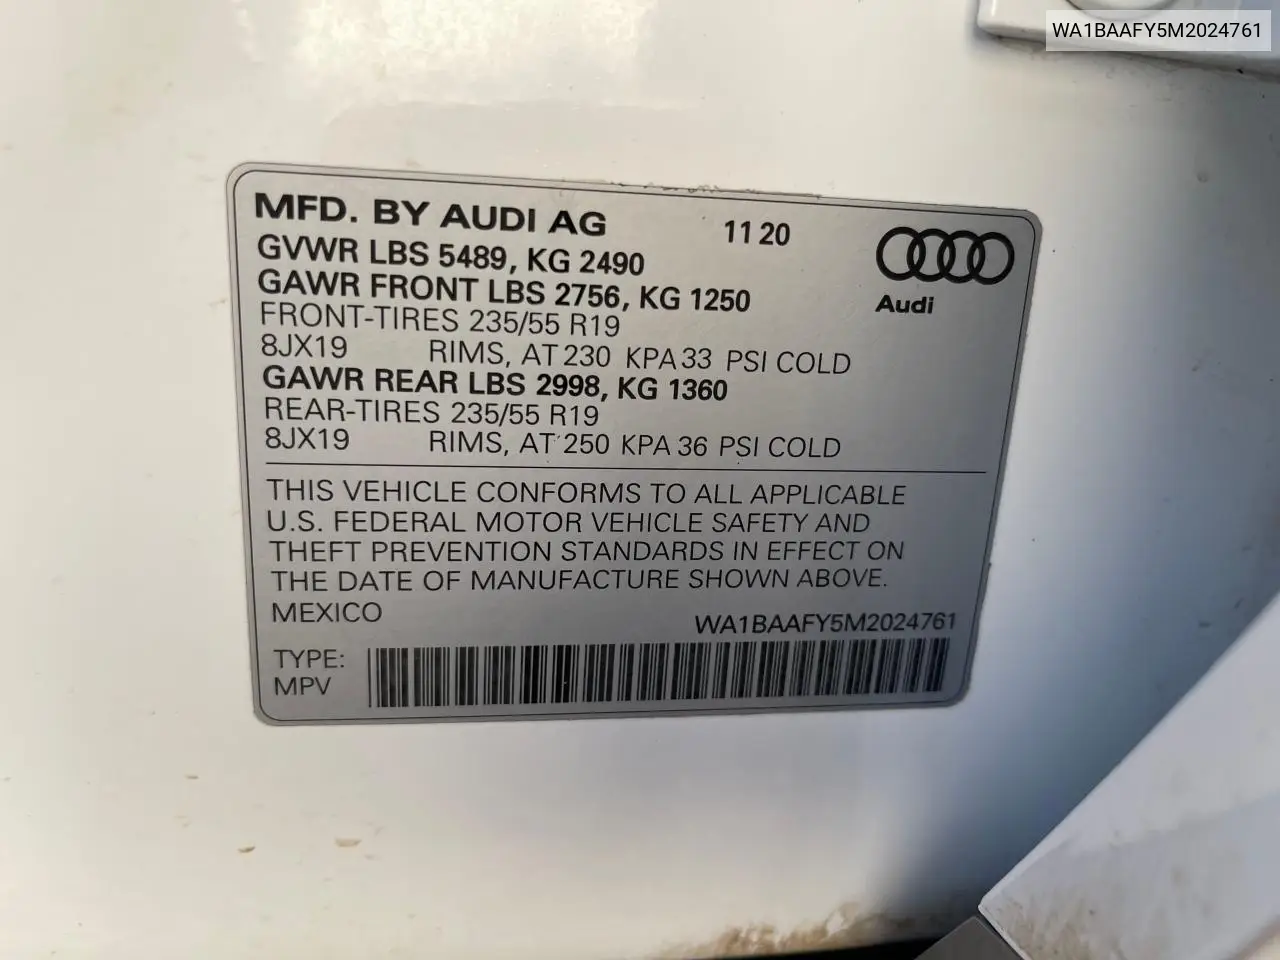 WA1BAAFY5M2024761
MFD. BY AUDI AG 11 20
GVWR LBS 5489, KG 2490
GAWR FRONT LBS 2756, KG 1250
Audi
FRONT-TIRES 235/55 R19
8JX19 RIMS, AT 230 KPA 33 PSI COLD
GAWR REAR LBS 2998, KG 1360
REAR-TIRES 235/55 R19
8JX19 RIMS, AT 250 KPA 36 PSI COLD
THIS VEHICLE CONFORMS TO ALL APPLICABLE
U.S. FEDERAL MOTOR VEHICLE SAFETY AND
THEFT PREVENTION STANDARDS IN EFFECT ON
THE DATE OF MANUFACTURE SHOWN ABOVE.
MEXICO WA1BAAFY5M2024761
TYPE:
MPV